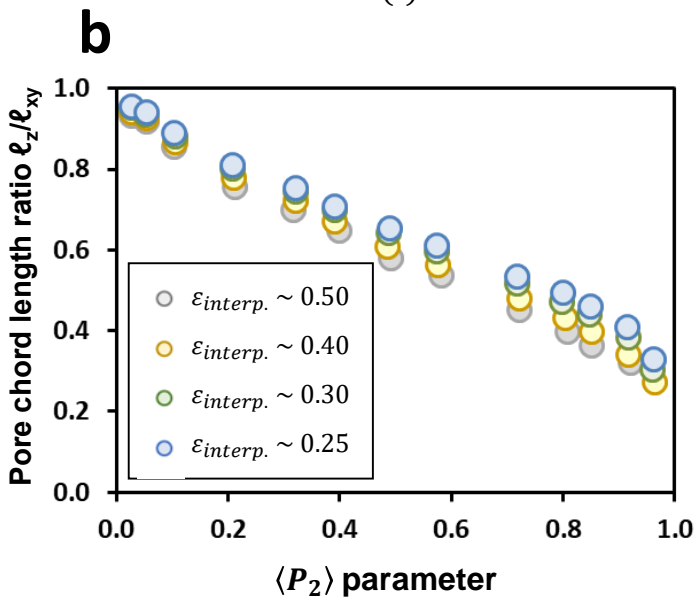 b
Pore chord length ratio ℓz/ℓxy
1.0
0.8
0.6
0.4
0.2
0.0
εinterp. ~ 0.50
εinterp. ~ 0.40
εinterp. ~ 0.30
εinterp. ~ 0.25
0.0 0.2 0.4 0.6 0.8 1.0
⟨P2⟩ parameter